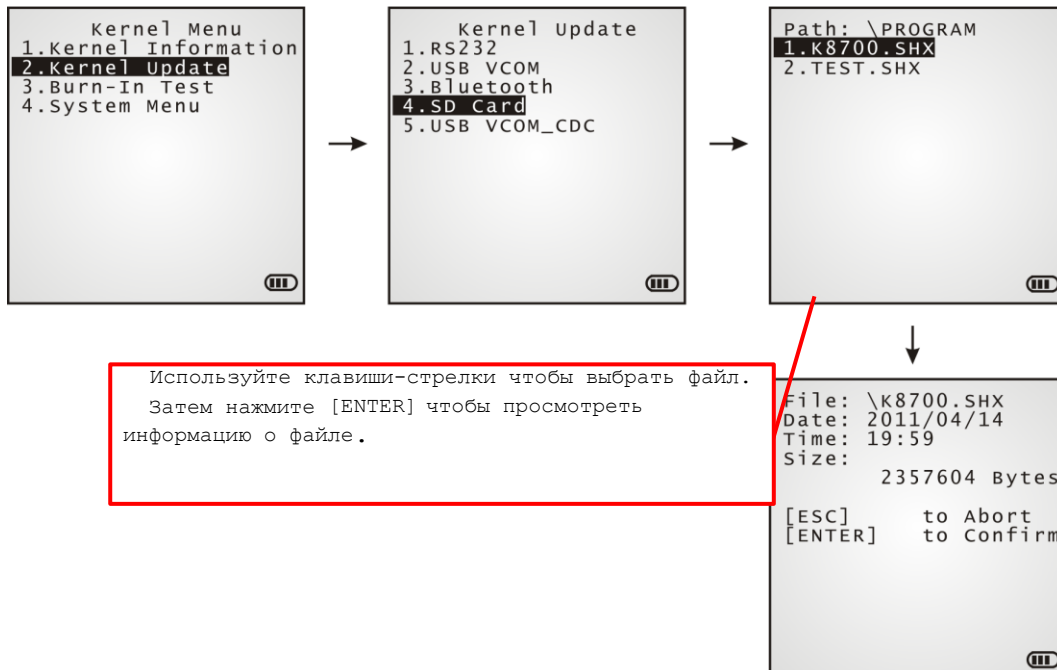 Kernel Menu
1.Kernel Information
2.Kernel Update
3.Burn-In Test
4.System Menu
Kernel Update
1.RS232
2.USB VCOM
3.Bluetooth
4.SD Card
5.USB VCOM_CDC
Path: \PROGRAM
1.K8700.SHX
2.TEST.SHX
Используйте клавиши-стрелки чтобы выбрать файл.
Затем нажмите [ENTER] чтобы просмотреть
информацию о файле.
File: \K8700.SHX
Date: 2011/04/14
Time: 19:59
Size:
2357604 Bytes
[ESC] to Abort
[ENTER] to Confirm